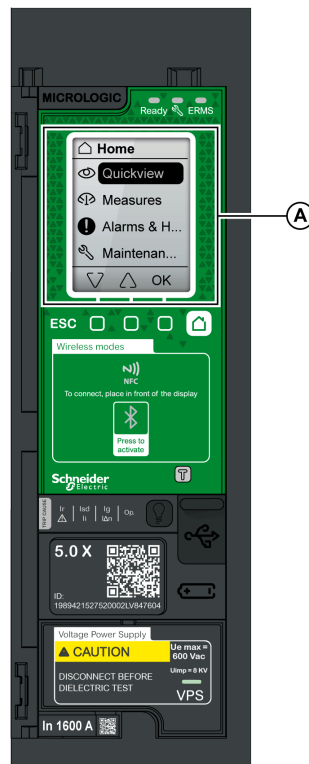 MICROLOGIC
Ready ERMS
Home
Quickview
Measures
Alarms & H...
Maintenan...
OK
A
ESC
Wireless modes
NFC
To connect, place in front of the display
Press to
activate
Schneider
Electric
T
TRIP CAUSE
Ir Isd Ig Op.
Ii I∆n
5.0 X
ID:
1989421527520002LV847604
Voltage Power Supply
CAUTION
DISCONNECT BEFORE
DIELECTRIC TEST
Ue max =
600 Vac
Uimp = 8 KV
VPS
In 1600 A